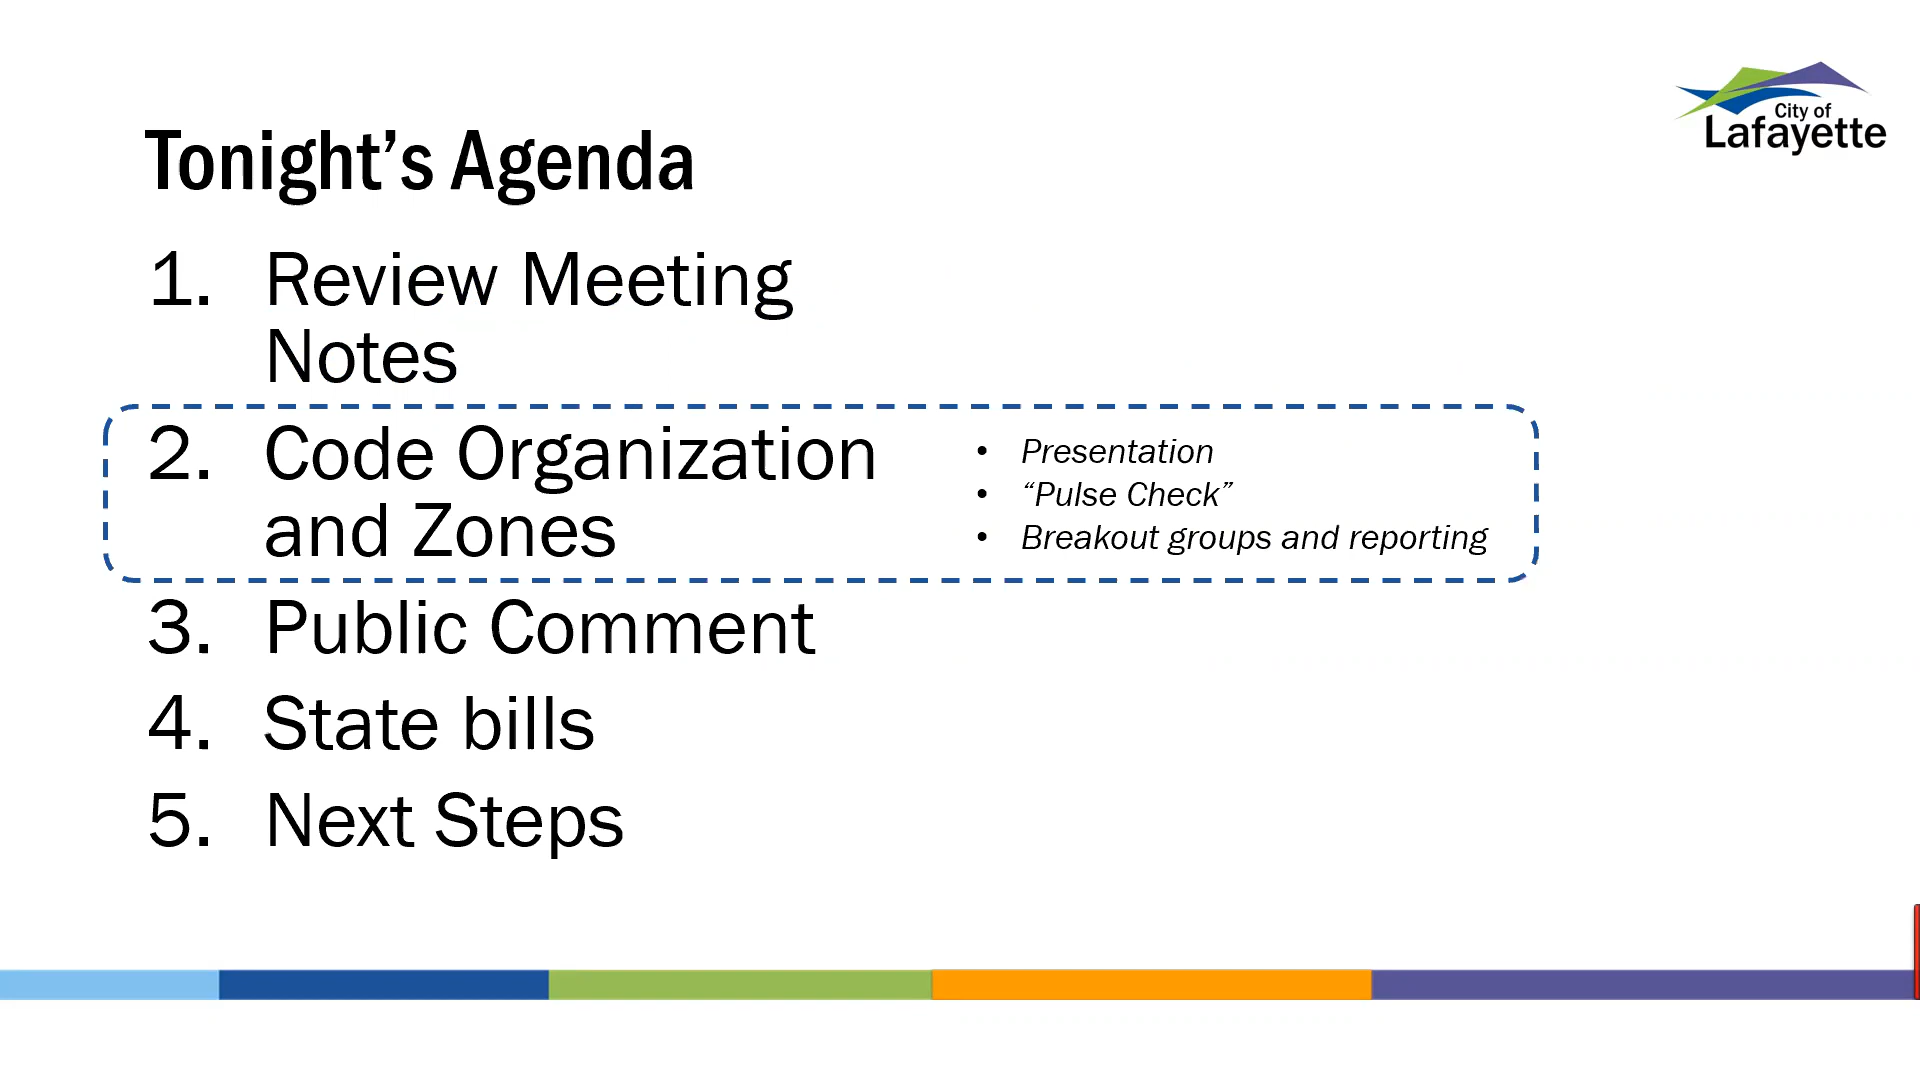 City of
Lafayette
Tonight’s Agenda
1. Review Meeting
Notes
2. Code Organization
and Zones
• Presentation
• “Pulse Check”
• Breakout groups and reporting
3. Public Comment
4. State bills
5. Next Steps